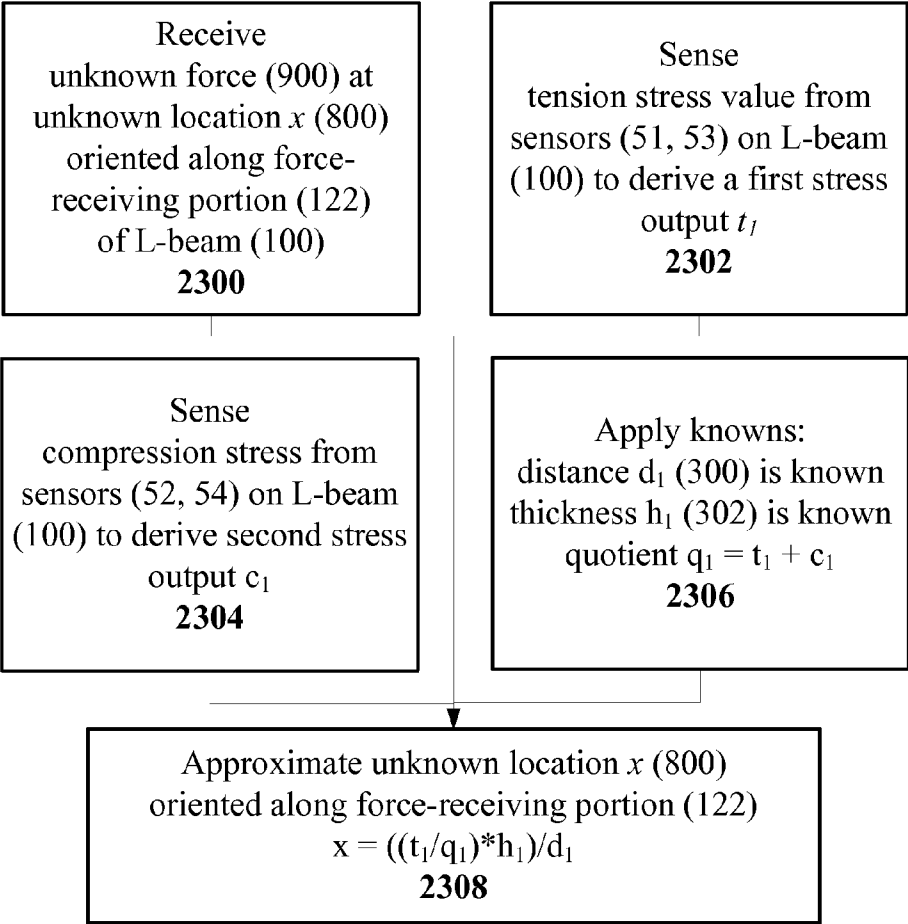 Receive
unknown force (900) at
unknown location x (800)
oriented along force-
receiving portion (122)
of L-beam (100)
2300
Sense
tension stress value from
sensors (51, 53) on L-beam
(100) to derive a first stress
output t₁
2302
Sense
compression stress from
sensors (52, 54) on L-beam
(100) to derive second stress
output c₁
2304
Apply knowns:
distance d₁ (300) is known
thickness h₁ (302) is known
quotient q₁ = t₁ + c₁
2306
Approximate unknown location x (800)
oriented along force-receiving portion (122)
x = ((t₁/q₁)*h₁)/d₁
2308